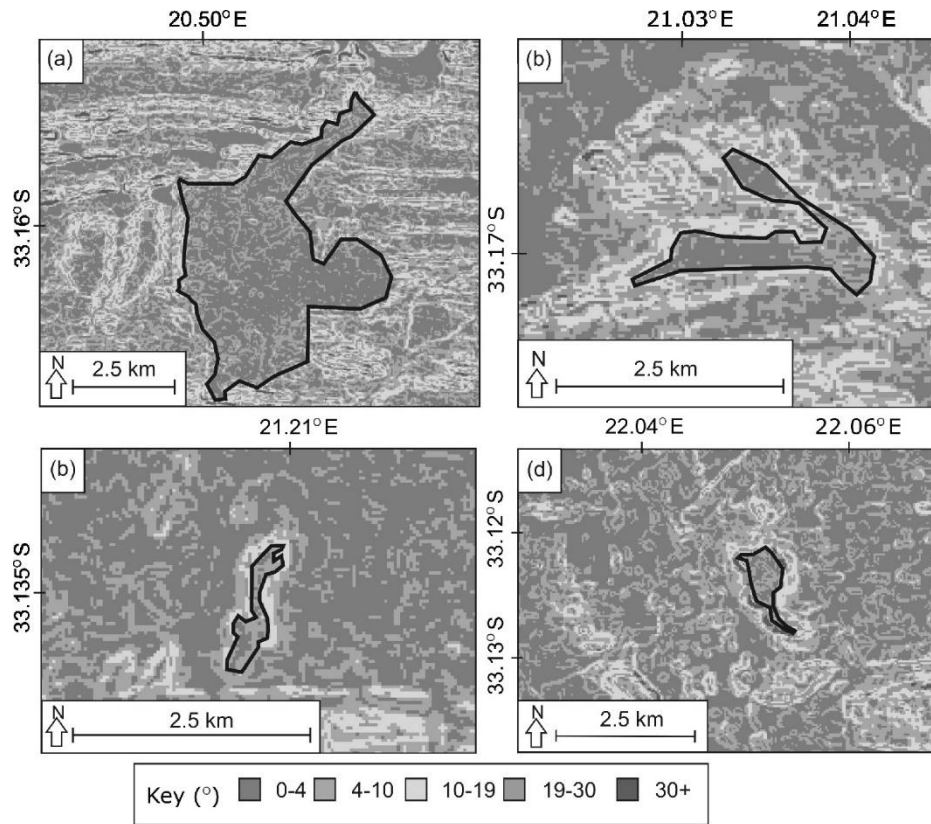 20.50°E
21.03°E 21.04°E
(a)
33.16°S
N
2.5 km
(b)
33.17°S
N
2.5 km
21.21°E
22.04°E 22.06°E
(b)
33.135°S
N
2.5 km
(d)
33.12°S
33.13°S
N
2.5 km
Key (°) 0-4 4-10 10-19 19-30 30+